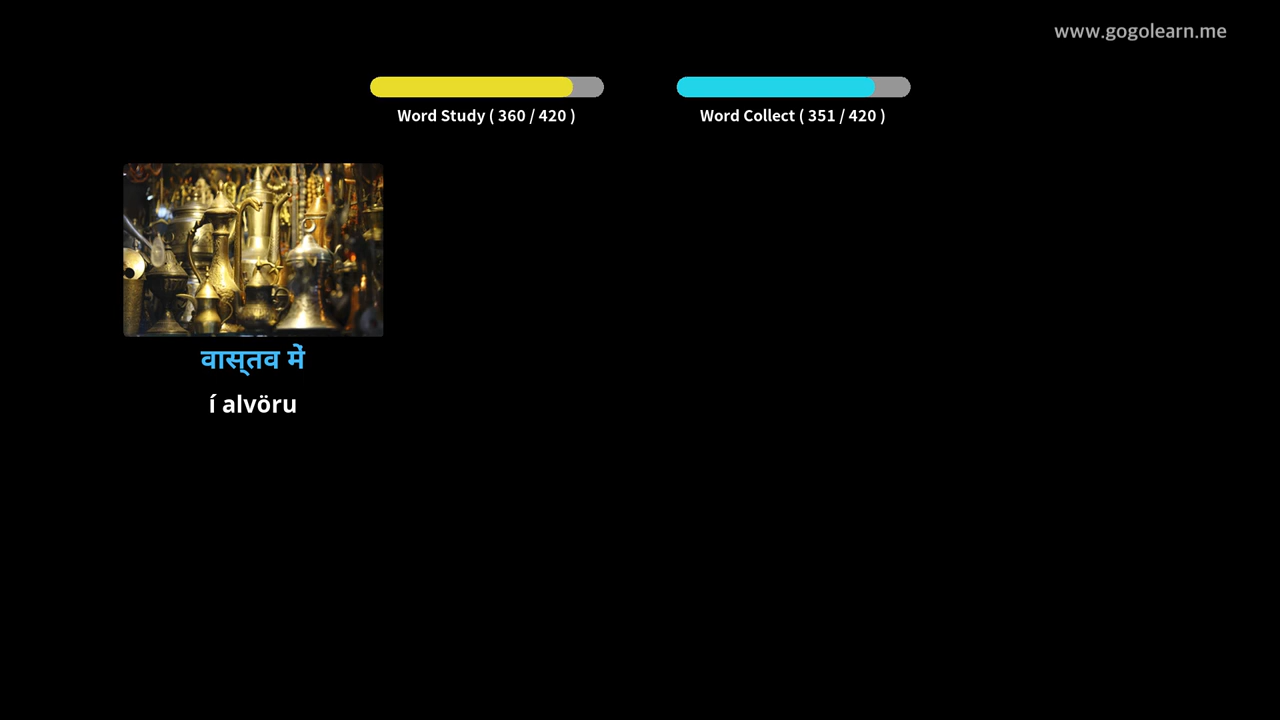 www.gogolearn.me
Word Study ( 360 / 420 )
Word Collect ( 351 / 420 )
वास्तव में
í alvöru